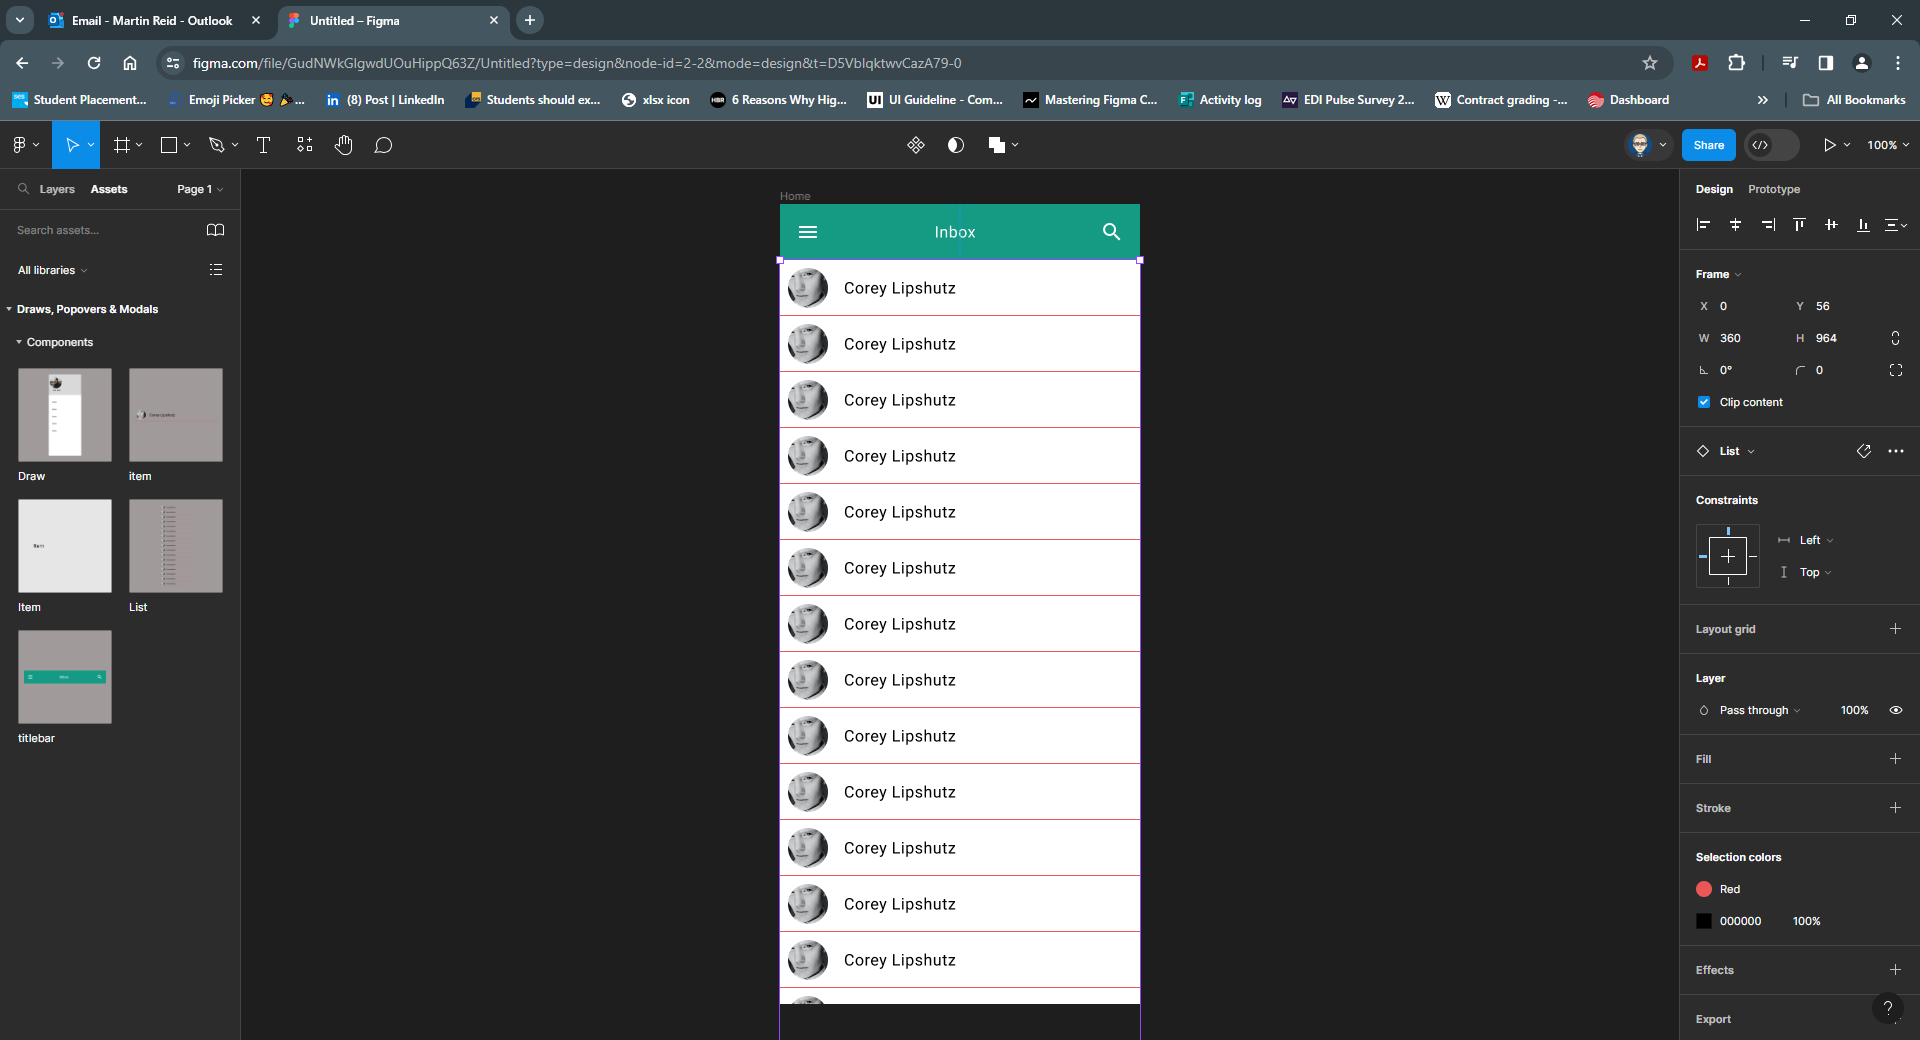 Email - Martin Reid - Outlook
Untitled – Figma
figma.com/file/GudNWkGlgwdUOuHippQ63Z/Untitled?type=design&node-id=2-2&mode=design&t=D5VblqktwvCazA79-0
Student Placement...
Emoji Picker 🥰 🎉...
(8) Post | LinkedIn
Students should ex...
xlsx icon
6 Reasons Why Hig...
UI Guideline - Com...
Mastering Figma C...
Activity log
EDI Pulse Survey 2...
Contract grading -...
Dashboard
All Bookmarks
Share
100%
Layers
Assets
Page 1
Search assets...
All libraries
Draws, Popovers & Modals
Components
Draw
item
Item
List
titlebar
Home
Inbox
Corey Lipshutz
Corey Lipshutz
Corey Lipshutz
Corey Lipshutz
Corey Lipshutz
Corey Lipshutz
Corey Lipshutz
Corey Lipshutz
Corey Lipshutz
Corey Lipshutz
Corey Lipshutz
Corey Lipshutz
Corey Lipshutz
Design
Prototype
Frame
X 0 Y 56
W 360 H 964
0° 0
Clip content
List
Constraints
Left
Top
Layout grid
Layer
Pass through 100%
Fill
Stroke
Selection colors
Red
000000 100%
Effects
Export
?